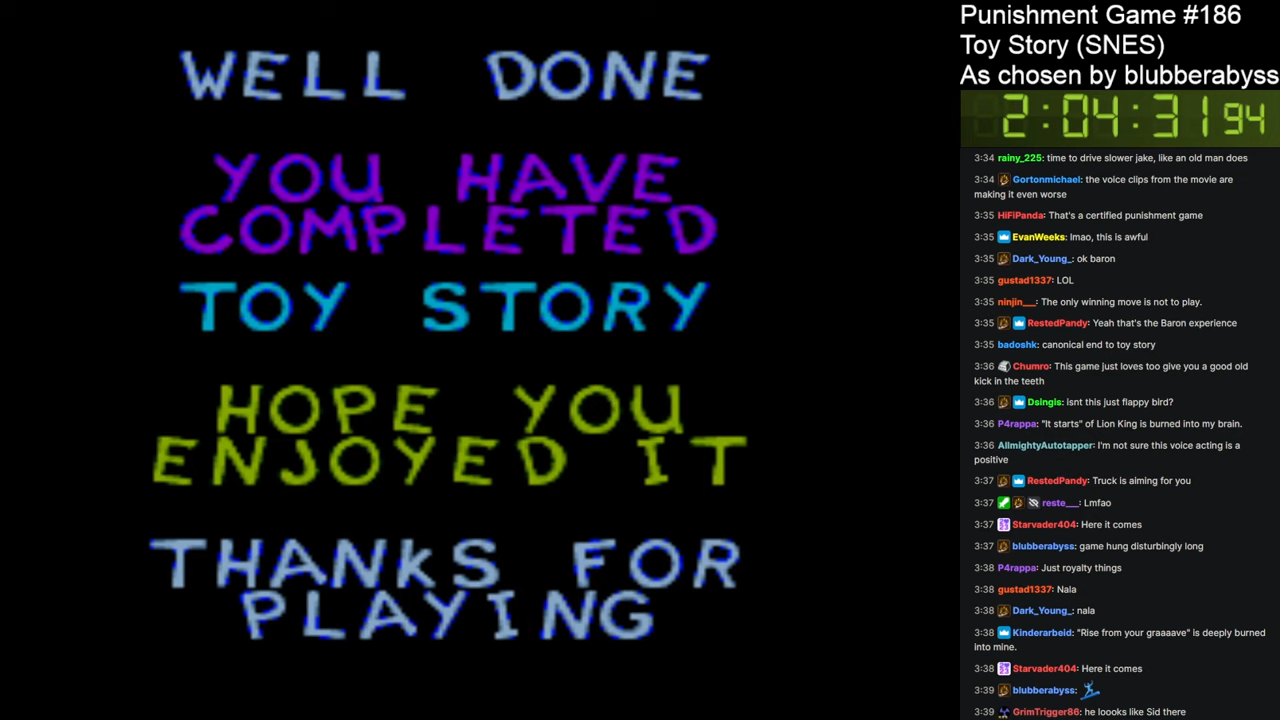 WELL DONE
YOU HAVE
COMPLETED
TOY STORY
HOPE YOU
ENJOYED IT
THANKS FOR
PLAYING
Punishment Game #186
Toy Story (SNES)
As chosen by blubberabyss
2:04:31 94
3:34 rainy_225: time to drive slower jake, like an old man does
3:34 Gortonmichael: the voice clips from the movie are
making it even worse
3:35 HiFiPanda: That's a certified punishment game
3:35 EvanWeeks: lmao, this is awful
3:35 Dark_Young_: ok baron
3:35 gustad1337: LOL
3:35 ninjin___: The only winning move is not to play.
3:35 RestedPandy: Yeah that's the Baron experience
3:35 badoshk: canonical end to toy story
3:36 Chumro: This game just loves too give you a good old
kick in the teeth
3:36 Dsingis: isnt this just flappy bird?
3:36 P4rappa: "It starts" of Lion King is burned into my brain.
3:36 AllmightyAutotapper: I'm not sure this voice acting is a
positive
3:37 RestedPandy: Truck is aiming for you
3:37 reste___: Lmfao
3:37 Starvader404: Here it comes
3:37 blubberabyss: game hung disturbingly long
3:38 P4rappa: Just royalty things
3:38 gustad1337: Nala
3:38 Dark_Young_: nala
3:38 Kinderarbeid: "Rise from your graaaave" is deeply burned
into mine.
3:38 Starvader404: Here it comes
3:39 blubberabyss:
3:39 GrimTrigger86: he loooks like Sid there